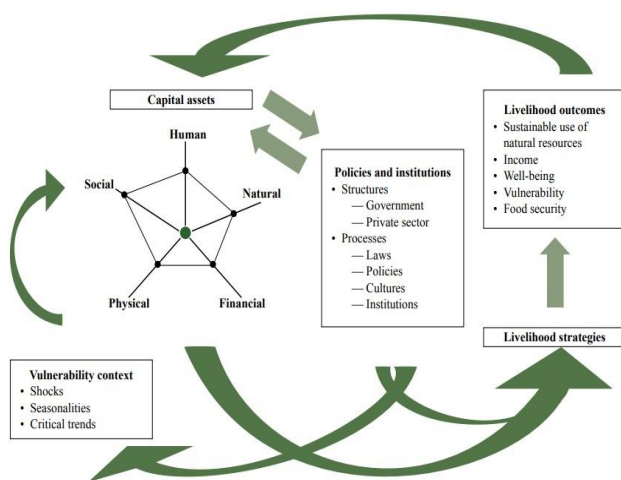 Capital assets
Human
Social
Natural
Physical
Financial
Policies and institutions
• Structures
— Government
— Private sector
• Processes
— Laws
— Policies
— Cultures
— Institutions
Livelihood outcomes
• Sustainable use of
natural resources
• Income
• Well-being
• Vulnerability
• Food security
Livelihood strategies
Vulnerability context
• Shocks
• Seasonalities
• Critical trends